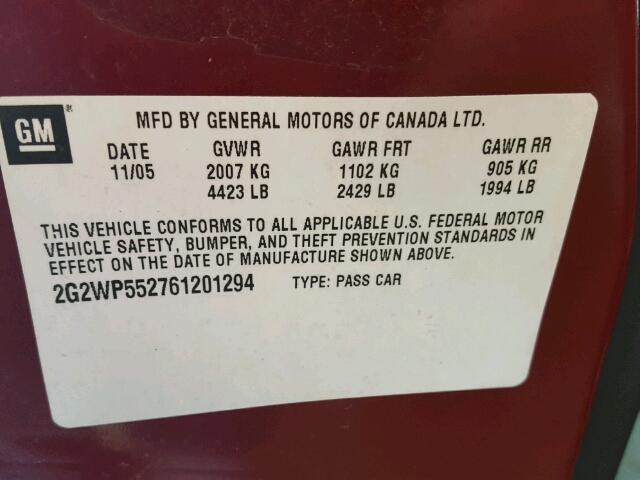 GM ®
MFD BY GENERAL MOTORS OF CANADA LTD.
DATE GVWR GAWR FRT GAWR RR
11/05 2007 KG 1102 KG 905 KG
4423 LB 2429 LB 1994 LB
THIS VEHICLE CONFORMS TO ALL APPLICABLE U.S. FEDERAL MOTOR
VEHICLE SAFETY, BUMPER, AND THEFT PREVENTION STANDARDS IN
EFFECT ON THE DATE OF MANUFACTURE SHOWN ABOVE.
2G2WP552761201294 TYPE: PASS CAR